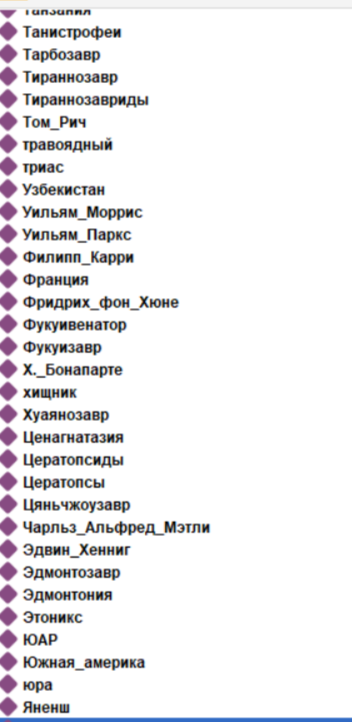 Танзания
Танистрофеи
Тарбозавр
Тираннозавр
Тираннозавриды
Том_Рич
травоядный
триас
Узбекистан
Уильям_Моррис
Уильям_Паркс
Филипп_Карри
Франция
Фридрих_фон_Хюне
Фукуивенатор
Фукуизавр
Х._Бонапарте
хищник
Хуаянозавр
Ценагнатазия
Цератопсиды
Цератопсы
Цяньчжоузавр
Чарльз_Альфред_Мэтли
Эдвин_Хенниг
Эдмонтозавр
Эдмонтония
Этоникс
ЮАР
Южная_америка
юра
Яненш